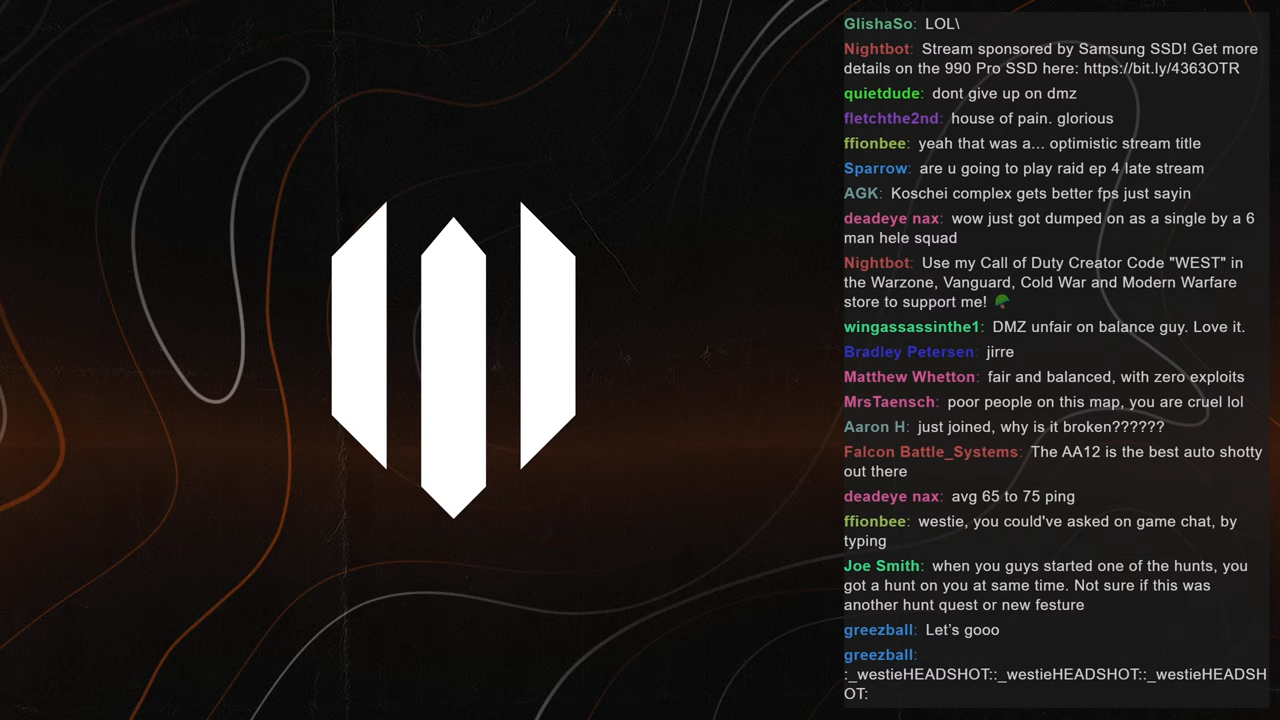 GlishaSo: LOL\
Nightbot: Stream sponsored by Samsung SSD! Get more
details on the 990 Pro SSD here: https://bit.ly/4363OTR
quietdude: dont give up on dmz
fletchthe2nd: house of pain. glorious
ffionbee: yeah that was a... optimistic stream title
Sparrow: are u going to play raid ep 4 late stream
AGK: Koschei complex gets better fps just sayin
deadeye nax: wow just got dumped on as a single by a 6
man hele squad
Nightbot: Use my Call of Duty Creator Code "WEST" in
the Warzone, Vanguard, Cold War and Modern Warfare
store to support me!
wingassassinthe1: DMZ unfair on balance guy. Love it.
Bradley Petersen: jirre
Matthew Whetton: fair and balanced, with zero exploits
MrsTaensch: poor people on this map, you are cruel lol
Aaron H: just joined, why is it broken??????
Falcon Battle_Systems: The AA12 is the best auto shotty
out there
deadeye nax: avg 65 to 75 ping
ffionbee: westie, you could've asked on game chat, by
typing
Joe Smith: when you guys started one of the hunts, you
got a hunt on you at same time. Not sure if this was
another hunt quest or new festure
greezball: Let’s gooo
greezball:
:_westieHEADSHOT::_westieHEADSHOT::_westieHEADSH
OT: